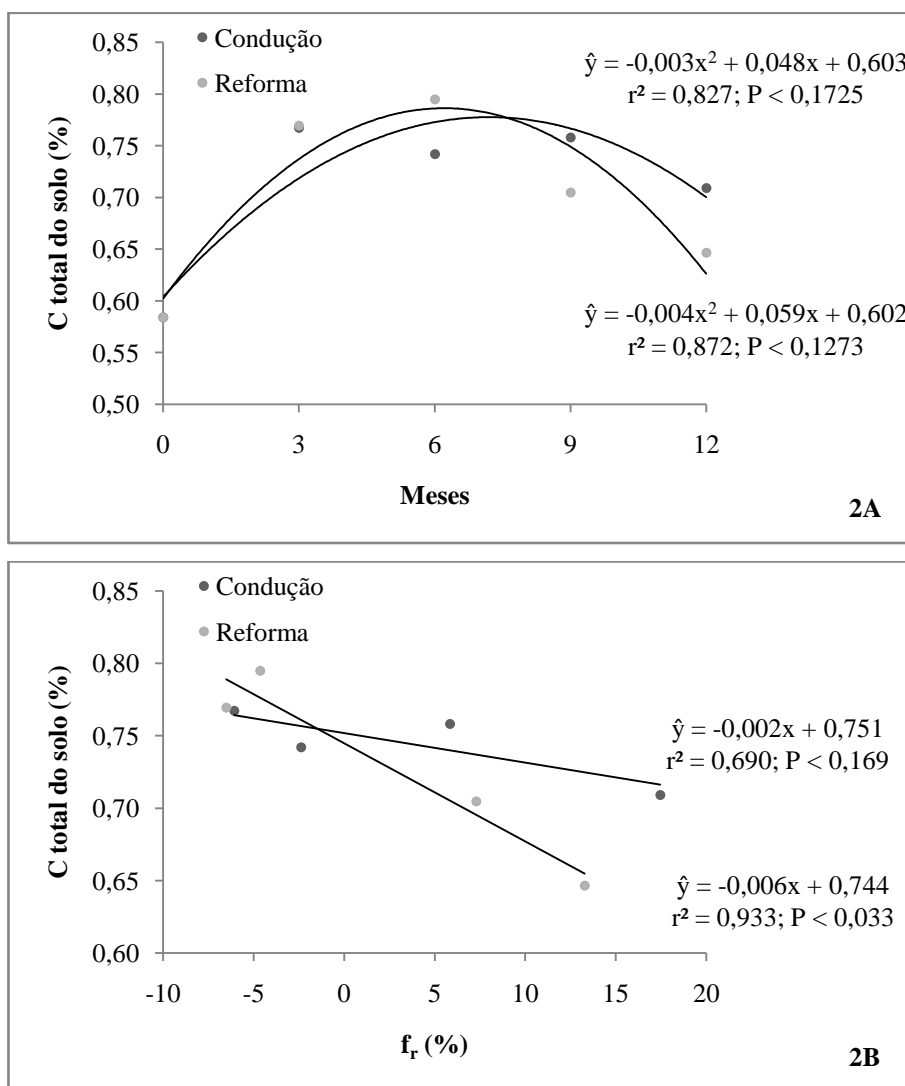 Condução
Reforma
ŷ = -0,003x² + 0,048x + 0,603
r² = 0,827; P < 0,1725
ŷ = -0,004x² + 0,059x + 0,602
r² = 0,872; P < 0,1273
C total do solo (%)
0,85
0,80
0,75
0,70
0,65
0,60
0,55
0,50
0
3
6
9
12
Meses
2A
Condução
Reforma
ŷ = -0,002x + 0,751
r² = 0,690; P < 0,169
ŷ = -0,006x + 0,744
r² = 0,933; P < 0,033
C total do solo (%)
0,85
0,80
0,75
0,70
0,65
0,60
-10
-5
0
5
10
15
20
fᵣ (%)
2B